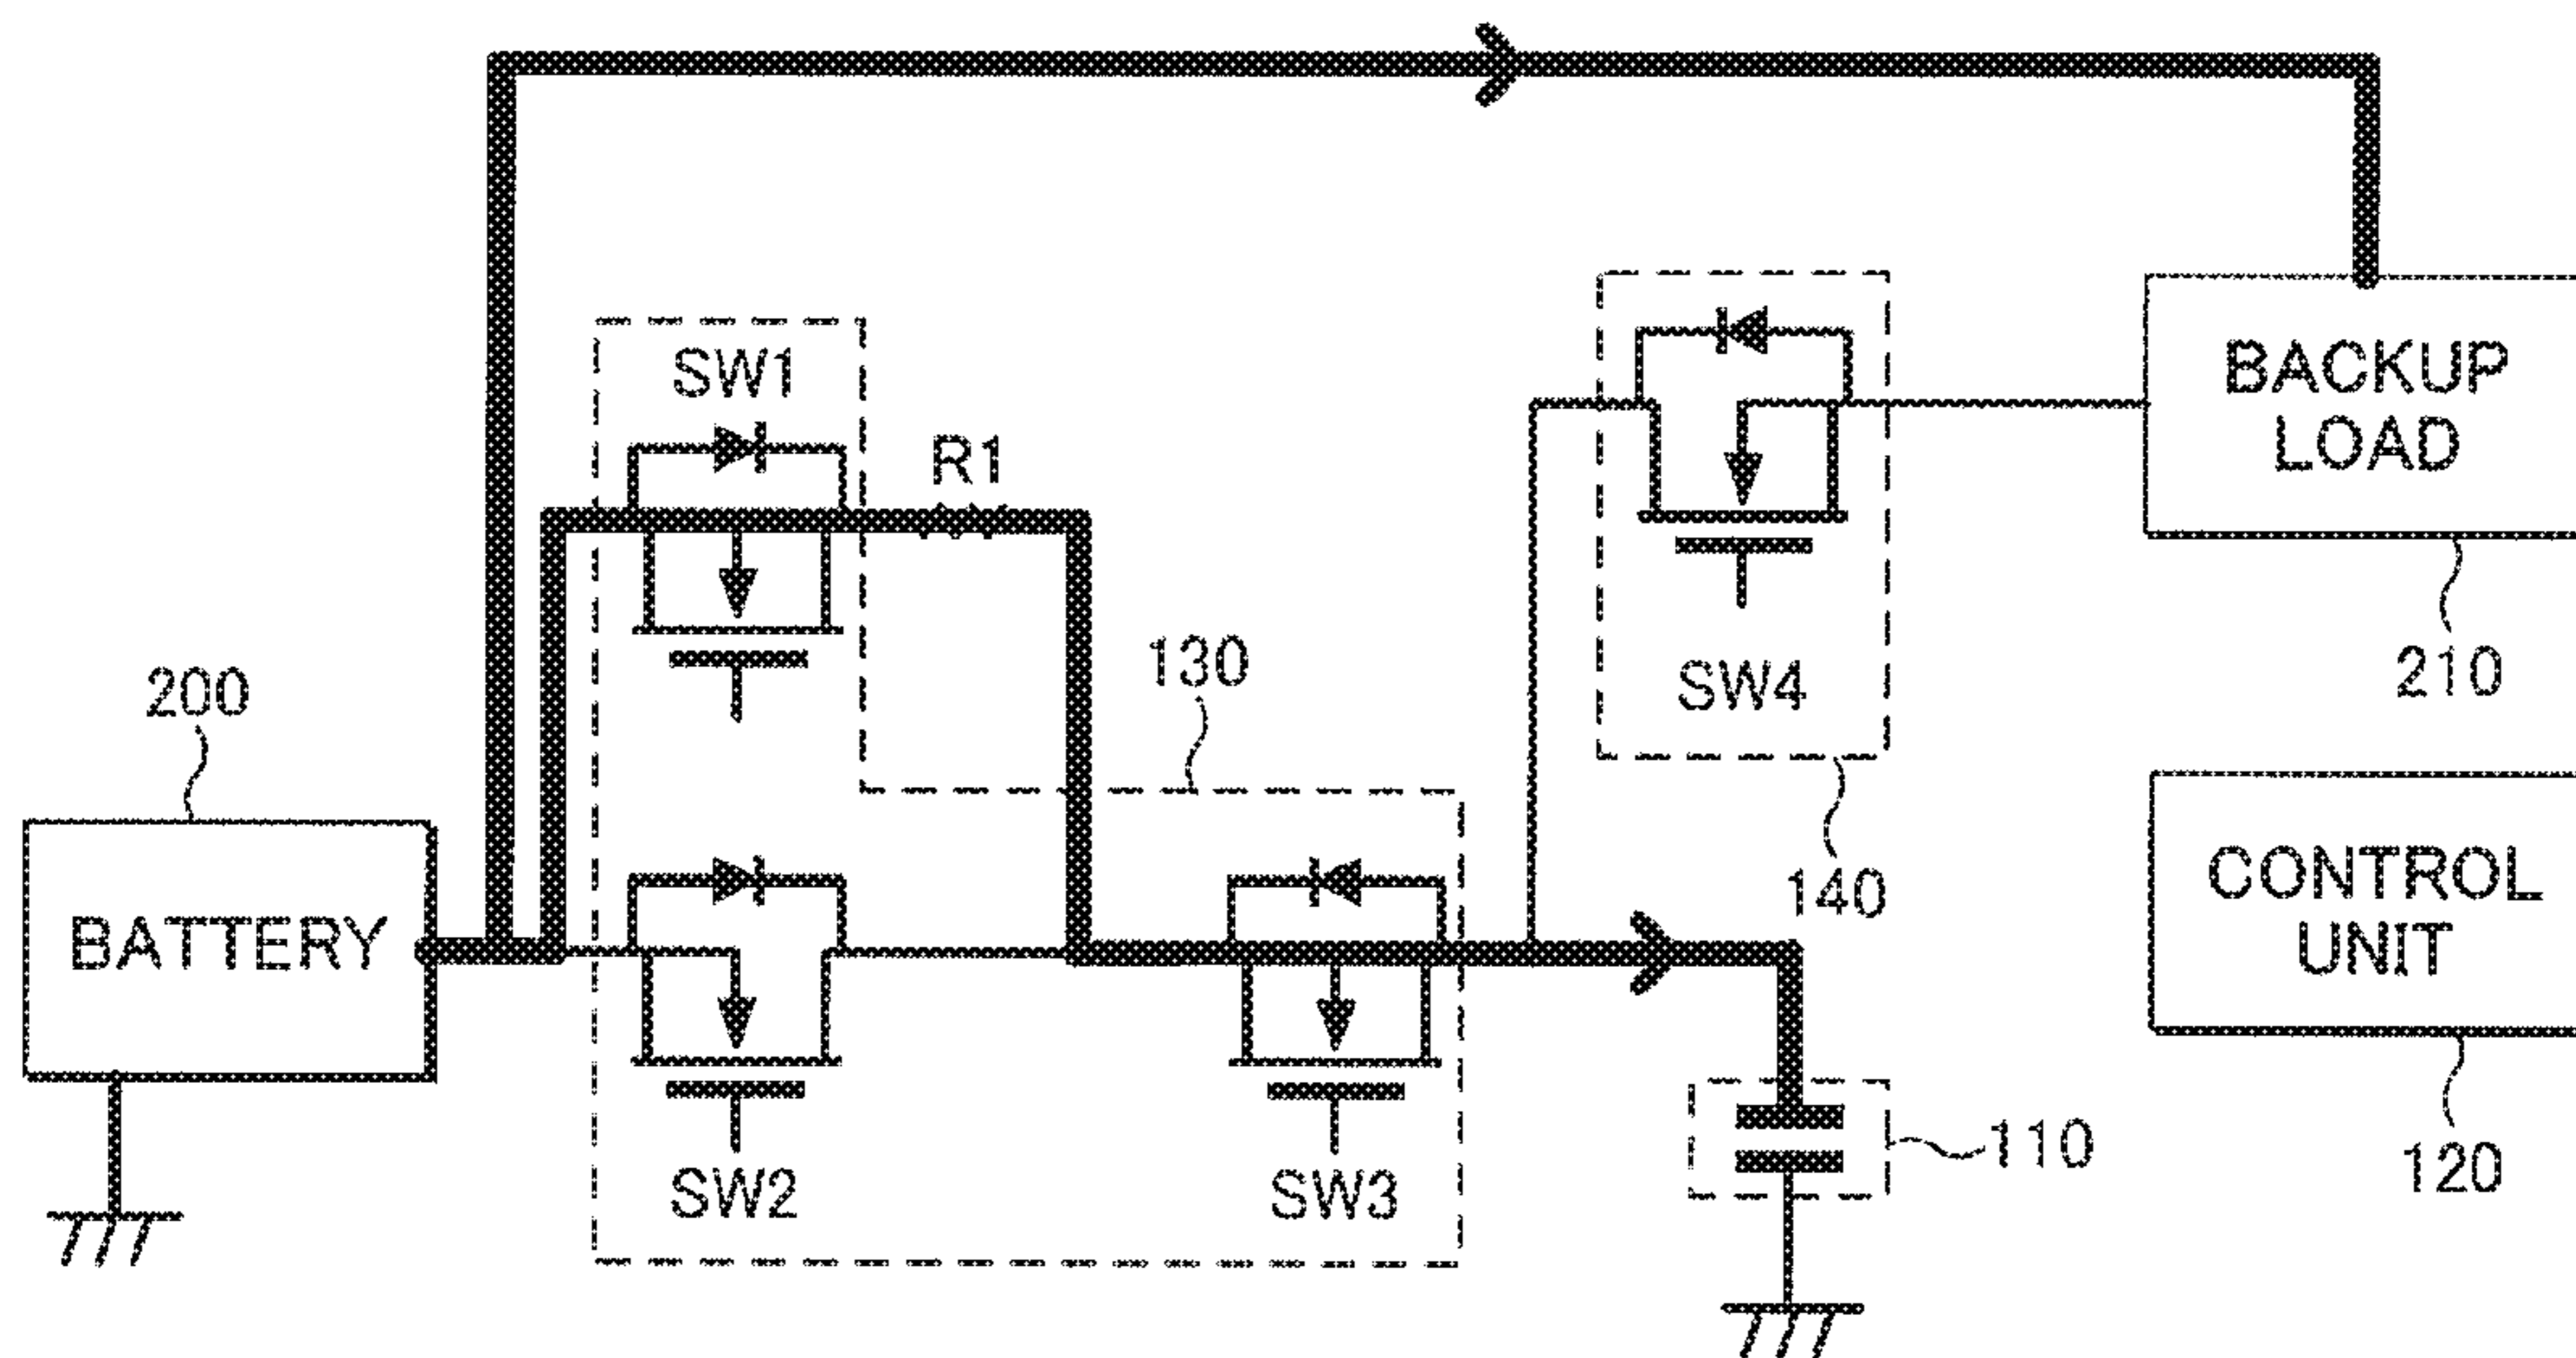 SW1
R1
BACKUP
LOAD
210
200
130
SW4
BATTERY
140
CONTROL
UNIT
SW2
SW3
110
120